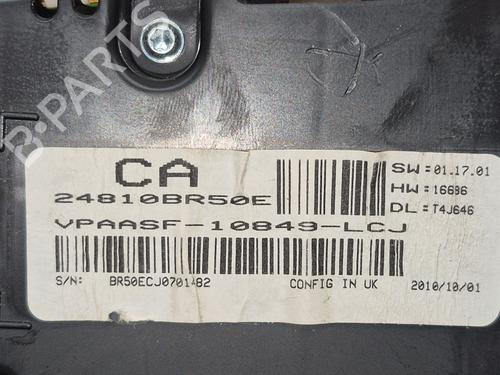 B-PARTS
CA
24810BR50E
VPAASF-10849-LCJ
SW: 01.17.01
HW: 16686
DL: T4J646
S/N: BR50ECJ0701482 CONFIG IN UK 2010/10/01